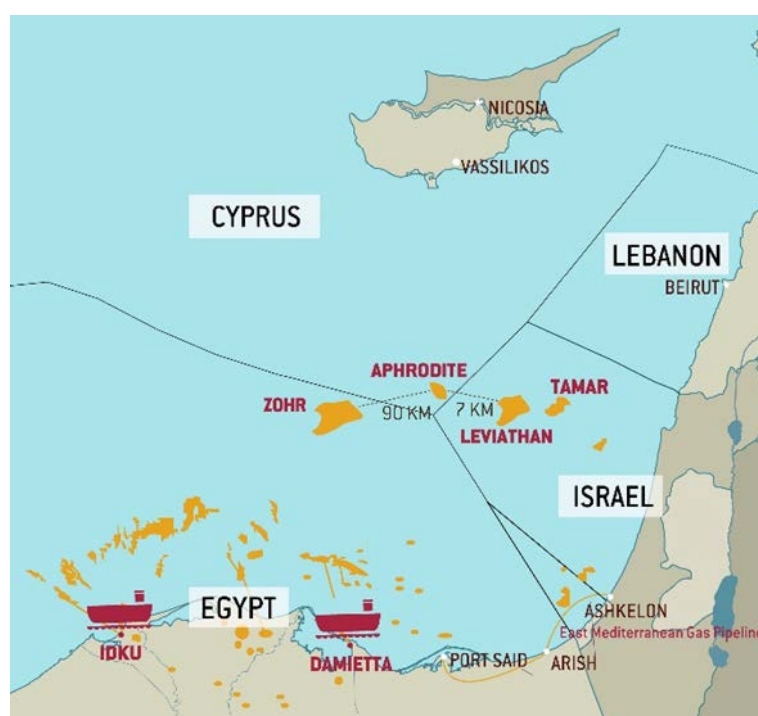 NICOSIA
VASSILIKOS
CYPRUS
LEBANON
BEIRUT
APHRODITE
TAMAR
ZOHR
90 KM
7 KM
LEVIATHAN
ISRAEL
EGYPT
ASHKELON
East Mediterranean Gas Pipeline
IDKU
DAMIETTA
PORT SAID
ARISH